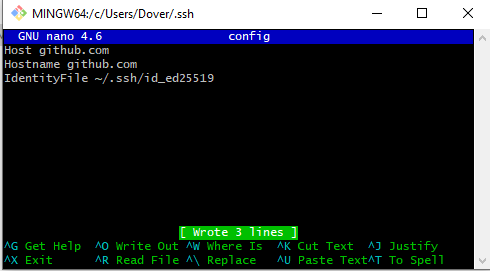 MINGW64:/c/Users/Dover/.ssh
GNU nano 4.6 config
Host github.com
Hostname github.com
IdentityFile ~/.ssh/id_ed25519
[ Wrote 3 lines ]
^G Get Help ^O Write Out ^W Where Is ^K Cut Text ^J Justify
^X Exit ^R Read File ^\ Replace ^U Paste Text^T To Spell